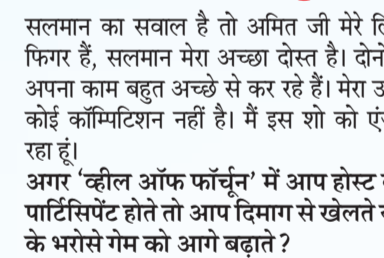 सलमान का सवाल है तो अमित जी मेरे
फिगर हैं, सलमान मेरा अच्छा दोस्त है।
अपना काम बहुत अच्छे से कर रहे हैं। मेरा
कोई कॉम्पिटिशन नहीं है। मैं इस शो को
रहा हूं।
अगर ‘व्हील ऑफ फॉर्चून’ में आप होस्ट
पार्टिसिपेंट होते तो आप दिमाग से खेलते
के भरोसे गेम को आगे बढ़ाते ?